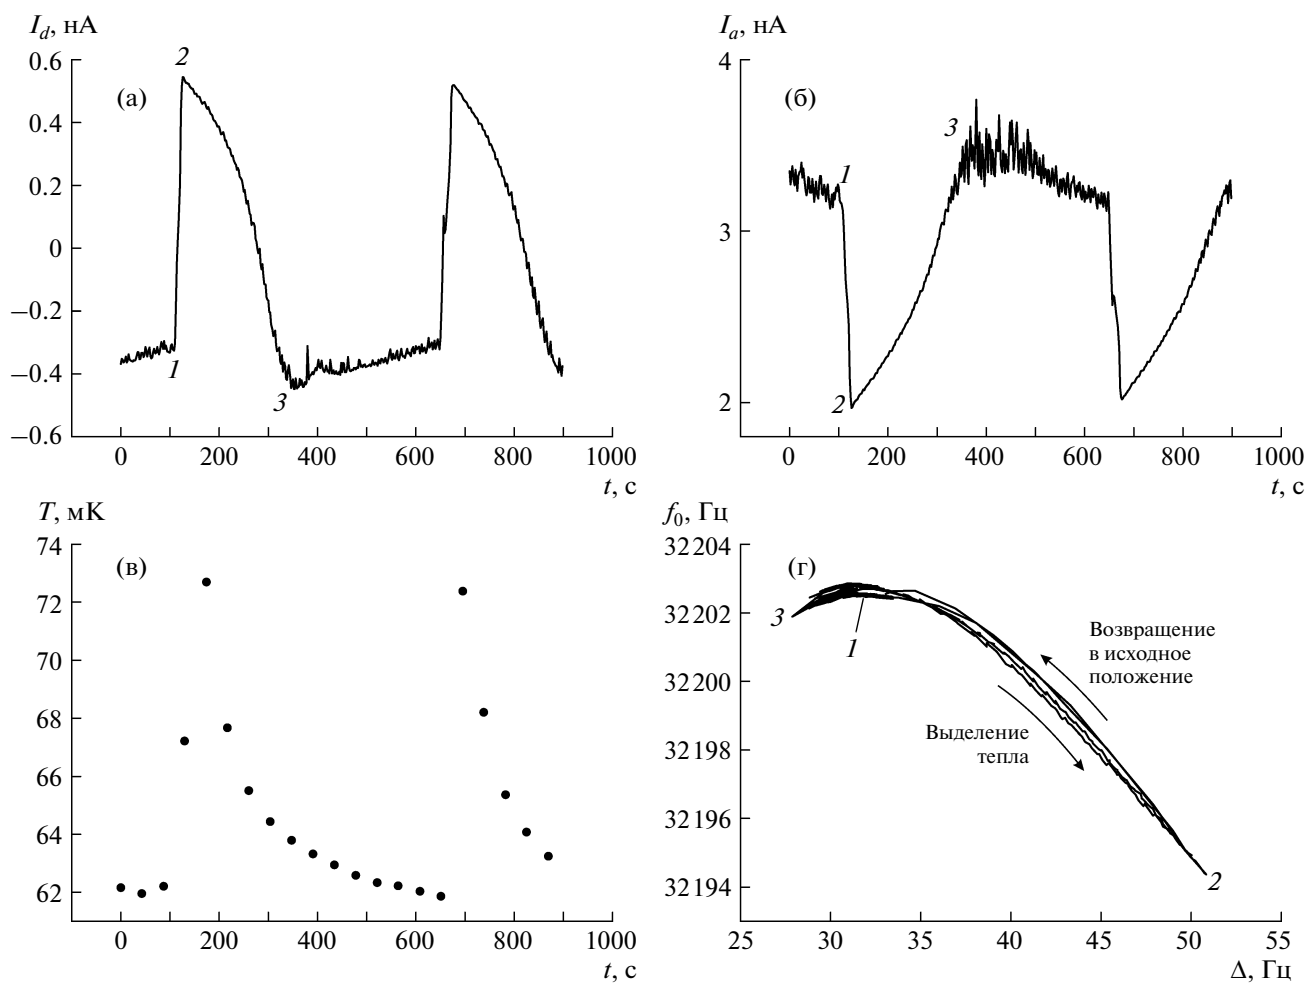 I_d, нА
0.6
0.4
0.2
0
−0.2
−0.4
−0.6
(а)
2
1
3
0 200 400 600 800 1000
t, с
I_a, нА
4
3
2
(б)
1
3
2
0 200 400 600 800 1000
t, с
T, мК
74
72
70
68
66
64
62
(в)
0 200 400 600 800 1000
t, с
f_0, Гц
32204
32202
32200
32198
32196
32194
(г)
3
1
Возвращение
в исходное
положение
Выделение
тепла
2
25 30 35 40 45 50 55
Δ, Гц